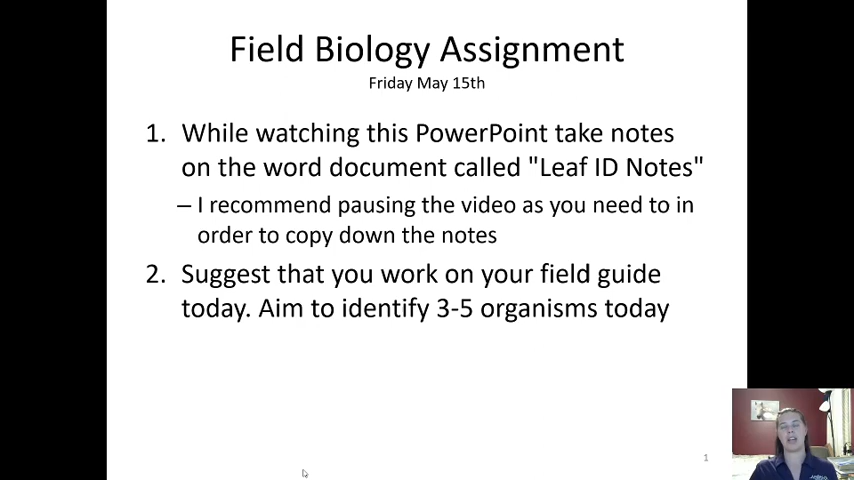 Field Biology Assignment
Friday May 15th
1. While watching this PowerPoint take notes
on the word document called "Leaf ID Notes"
– I recommend pausing the video as you need to in
order to copy down the notes
2. Suggest that you work on your field guide
today. Aim to identify 3-5 organisms today
1